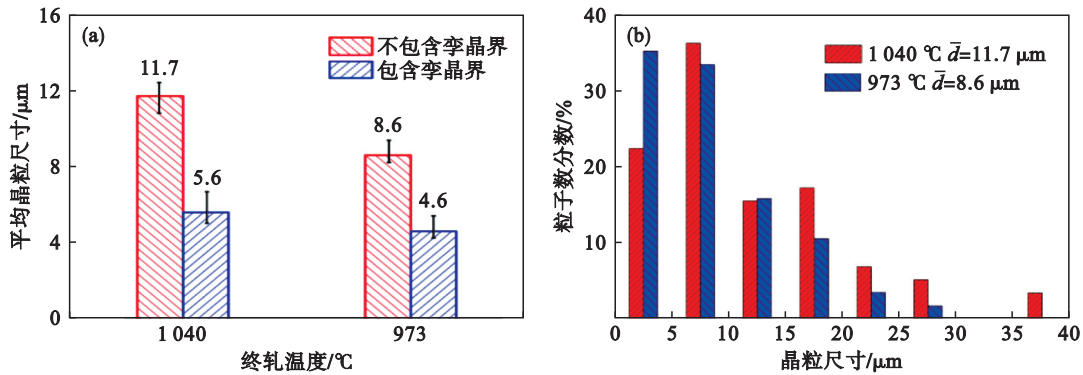 (a)
不包含孪晶界
包含孪晶界
16
12
8
4
0
平均晶粒尺寸/μm
11.7
5.6
8.6
4.6
1 040
973
终轧温度/℃
(b)
1 040 ℃ d̄=11.7 μm
973 ℃ d̄=8.6 μm
40
30
20
10
粒子数分数/%
0 5 10 15 20 25 30 35 40
晶粒尺寸/μm